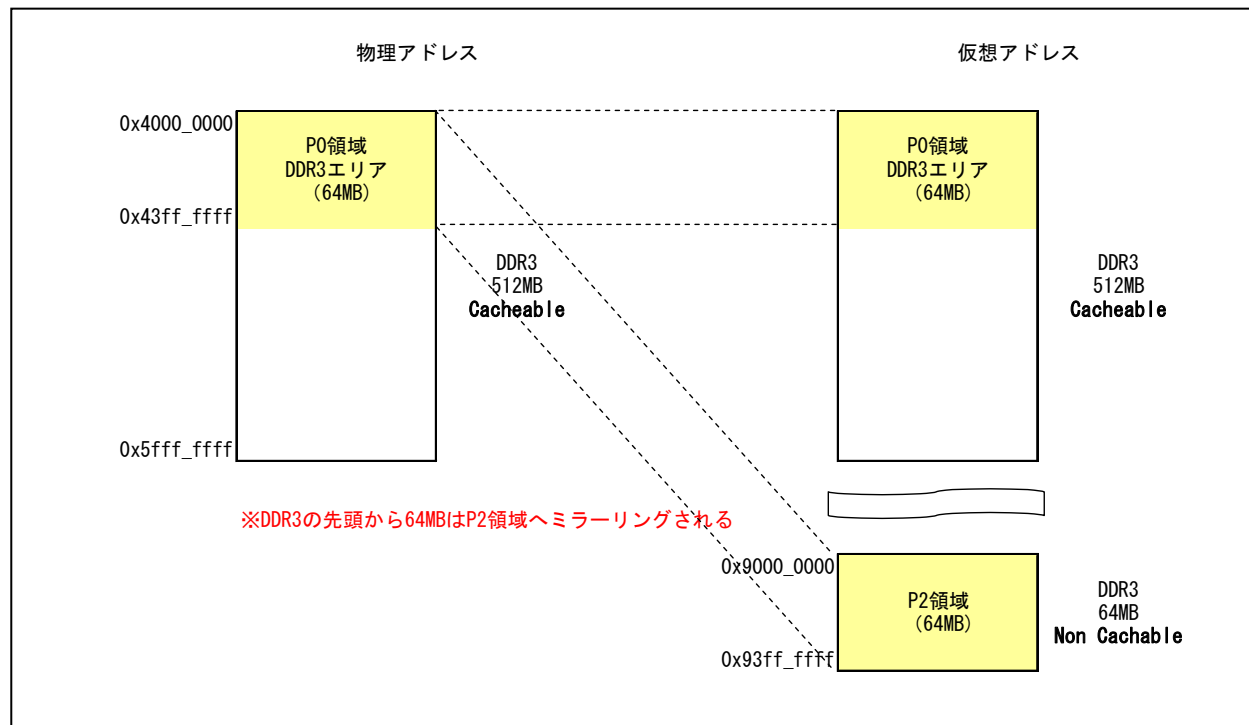 物理アドレス
仮想アドレス
0x4000_0000
P0領域
DDR3エリア
（64MB）
0x43ff_ffff
P0領域
DDR3エリア
（64MB）
DDR3
512MB
Cacheable
DDR3
512MB
Cacheable
0x5fff_ffff
※DDR3の先頭から64MBはP2領域へミラーリングされる
0x9000_0000
P2領域
（64MB）
DDR3
64MB
Non Cachable
0x93ff_ffff